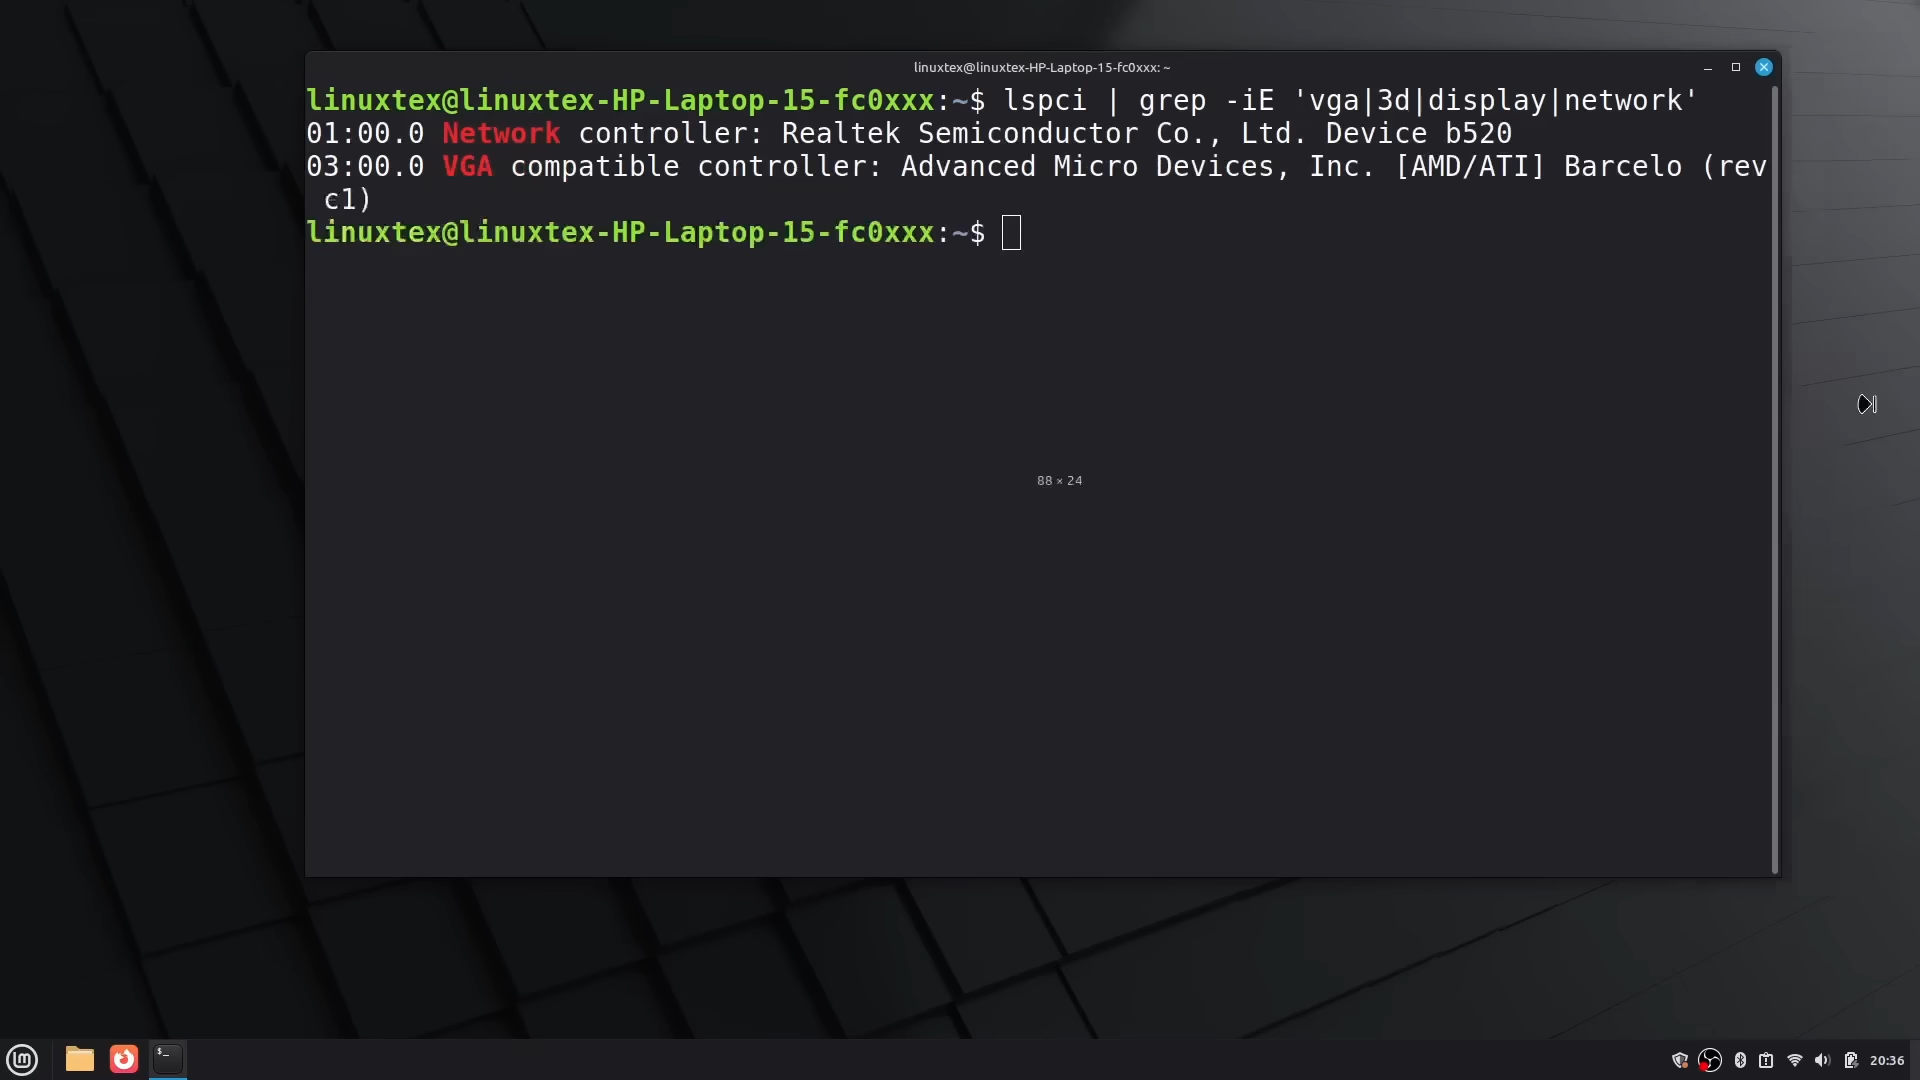 linuxtex@linuxtex-HP-Laptop-15-fc0xxx: ~
linuxtex@linuxtex-HP-Laptop-15-fc0xxx:~$ lspci | grep -iE 'vga|3d|display|network'
01:00.0 Network controller: Realtek Semiconductor Co., Ltd. Device b520
03:00.0 VGA compatible controller: Advanced Micro Devices, Inc. [AMD/ATI] Barcelo (rev
c1)
linuxtex@linuxtex-HP-Laptop-15-fc0xxx:~$
88 × 24
$_
lm
20:36